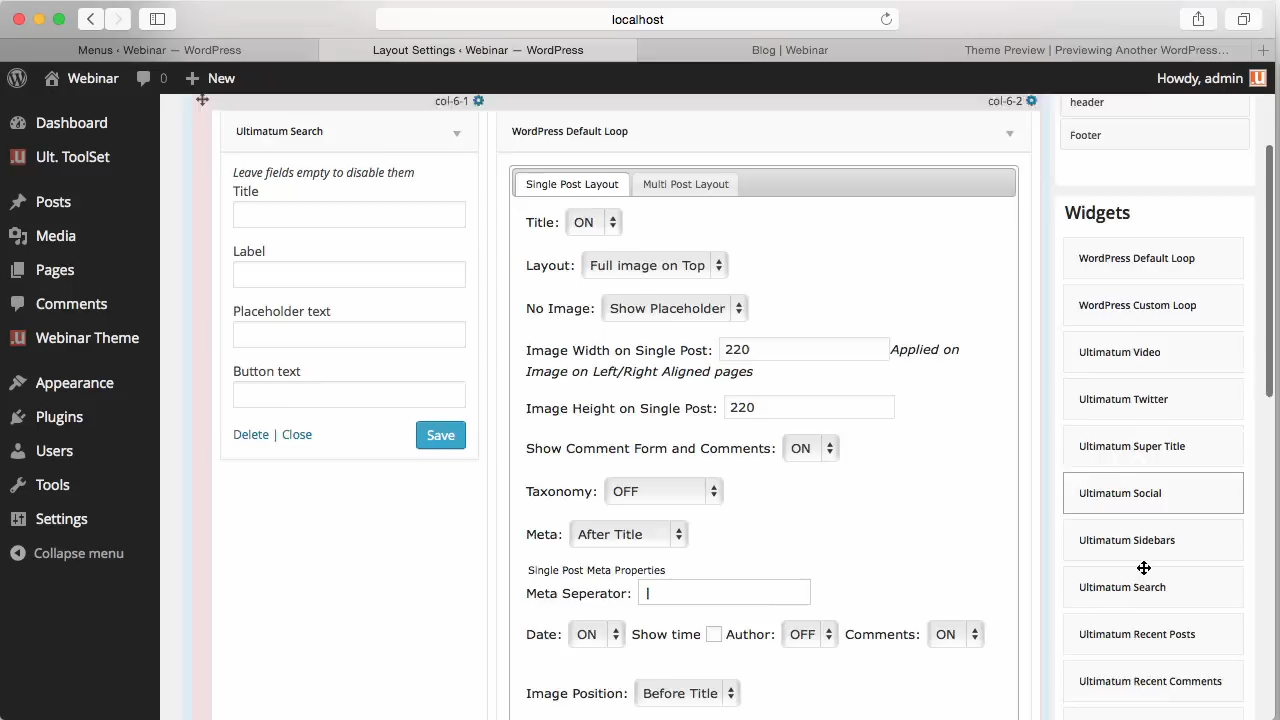 localhost
Menus ‹ Webinar — WordPress
Layout Settings ‹ Webinar — WordPress
Blog | Webinar
Theme Preview | Previewing Another WordPress...
Webinar
0
New
Howdy, admin
Dashboard
Ult. ToolSet
Posts
Media
Pages
Comments
Webinar Theme
Appearance
Plugins
Users
Tools
Settings
Collapse menu
col-6-1
col-6-2
Ultimatum Search
Leave fields empty to disable them
Title
Label
Placeholder text
Button text
Delete | Close
Save
WordPress Default Loop
Single Post Layout
Multi Post Layout
Title: ON
Layout: Full image on Top
No Image: Show Placeholder
Image Width on Single Post: 220 Applied on
Image on Left/Right Aligned pages
Image Height on Single Post: 220
Show Comment Form and Comments: ON
Taxonomy: OFF
Meta: After Title
Single Post Meta Properties
Meta Seperator: |
Date: ON Show time Author: OFF Comments: ON
Image Position: Before Title
header
Footer
Widgets
WordPress Default Loop
WordPress Custom Loop
Ultimatum Video
Ultimatum Twitter
Ultimatum Super Title
Ultimatum Social
Ultimatum Sidebars
Ultimatum Search
Ultimatum Recent Posts
Ultimatum Recent Comments